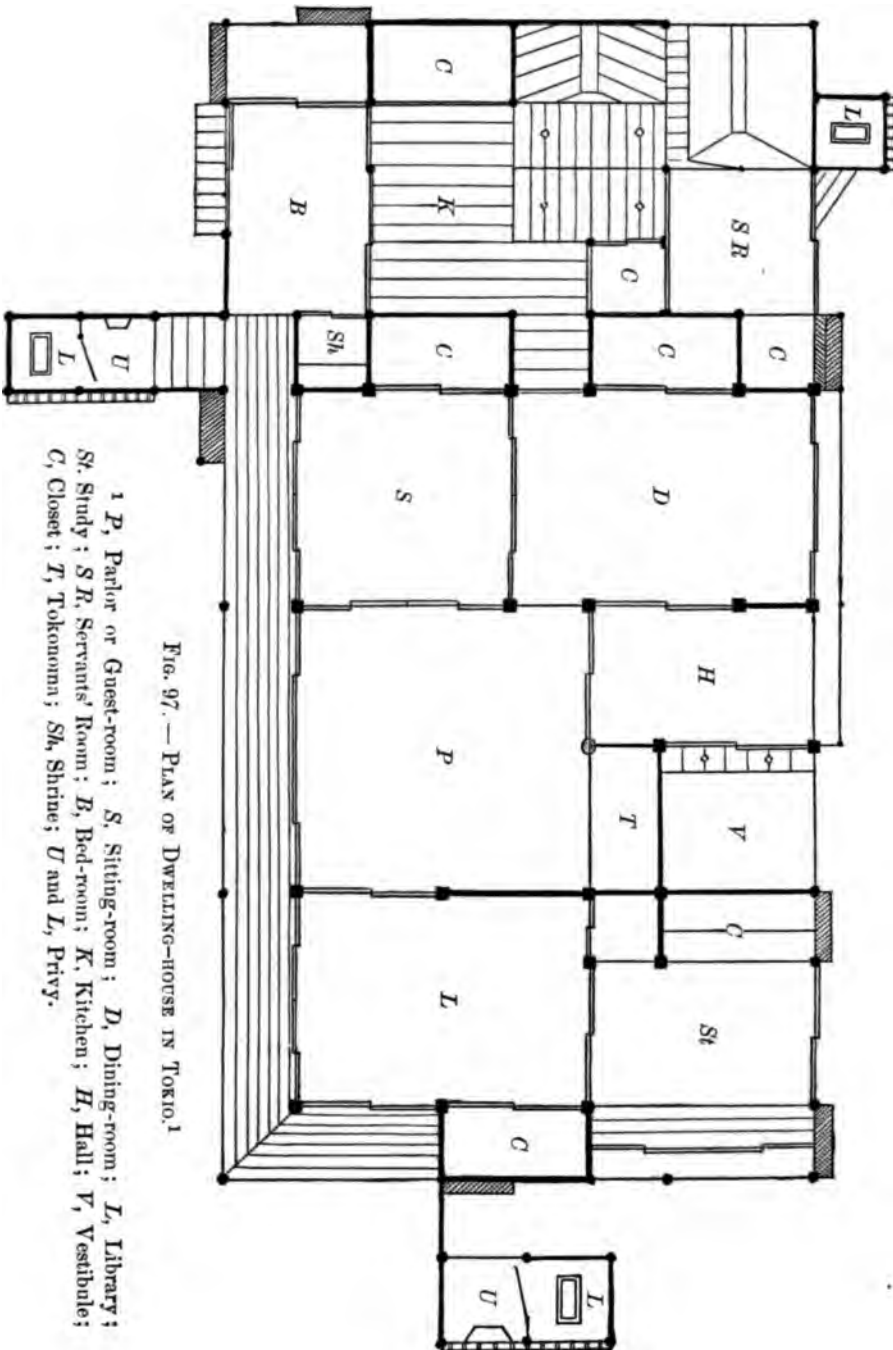 L
C
S R
V
C
St
H
C
D
C
T
L
C
U
C
K
C
P
L
S
Sh
B
U
L
Fig. 97. — Plan of Dwelling-house in Tokio.¹
¹ P, Parlor or Guest-room; S, Sitting-room; D, Dining-room; L, Library;
St. Study; S R, Servants' Room; B, Bed-room; K, Kitchen; H, Hall; V, Vestibule;
C, Closet; T, Tokonoma; Sh, Shrine; U and L, Privy.